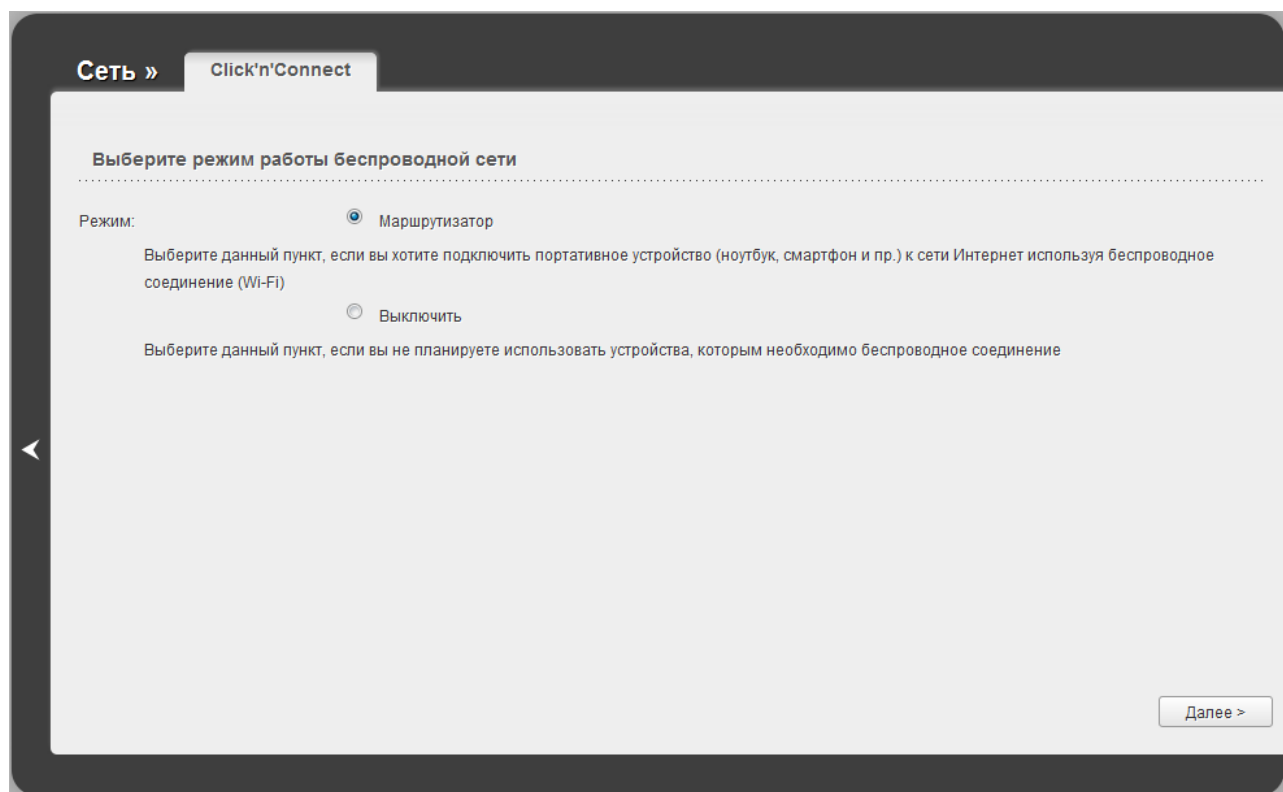 Сеть »
Click'n'Connect
Выберите режим работы беспроводной сети
Режим:
Маршрутизатор
Выберите данный пункт, если вы хотите подключить портативное устройство (ноутбук, смартфон и пр.) к сети Интернет используя беспроводное
соединение (Wi-Fi)
Выключить
Выберите данный пункт, если вы не планируете использовать устройства, которым необходимо беспроводное соединение
Далее >